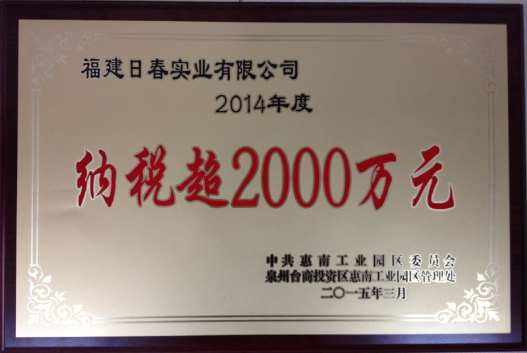 福建日春实业有限公司
2014年度
纳税超2000万元
中共惠南工业园区委员会
泉州台商投资区惠南工业园区管理处
二〇一五年三月